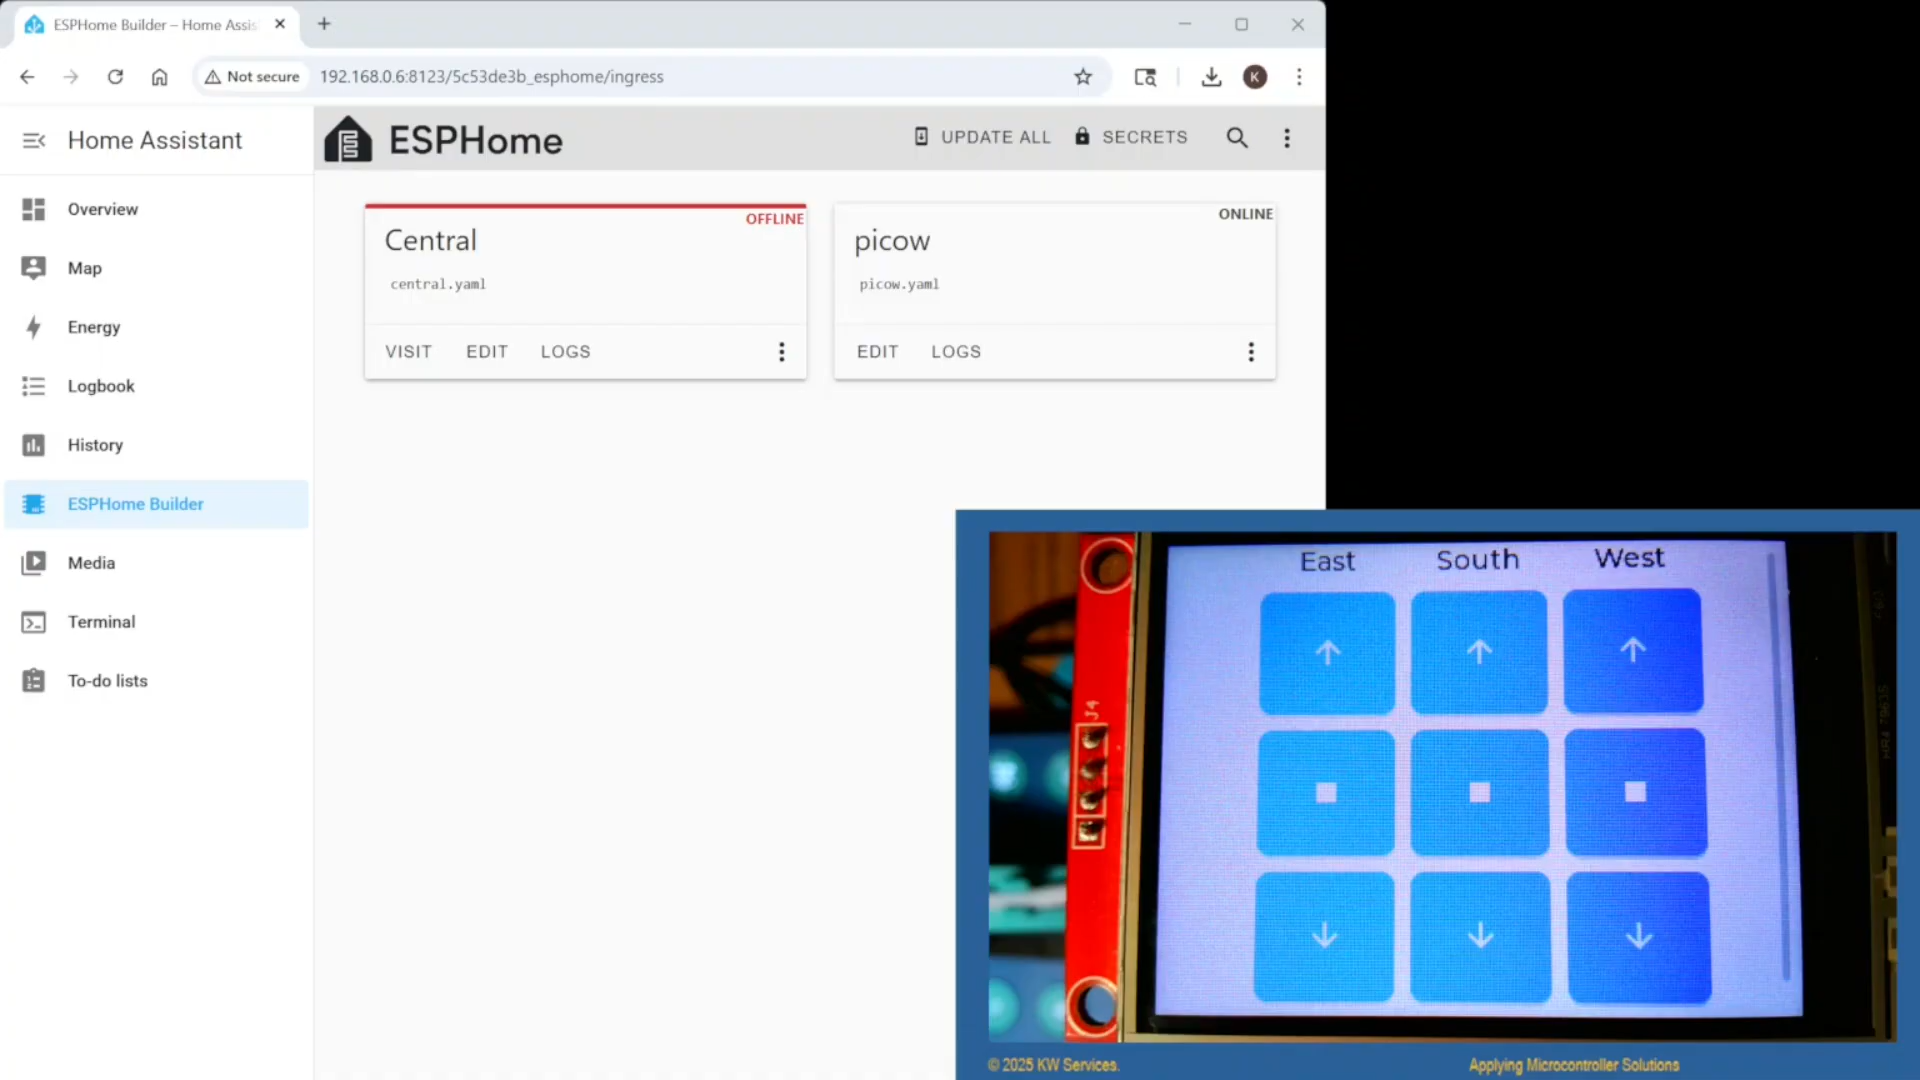 ESPHome Builder – Home Assis
Not secure
192.168.0.6:8123/5c53de3b_esphome/ingress
K
Home Assistant
ESPHome
UPDATE ALL
SECRETS
Overview
Map
Energy
Logbook
History
ESPHome Builder
Media
Terminal
To-do lists
OFFLINE
Central
central.yaml
VISIT
EDIT
LOGS
ONLINE
picow
picow.yaml
EDIT
LOGS
East
South
West
J4
© 2025 KW Services.
Applying Microcontroller Solutions